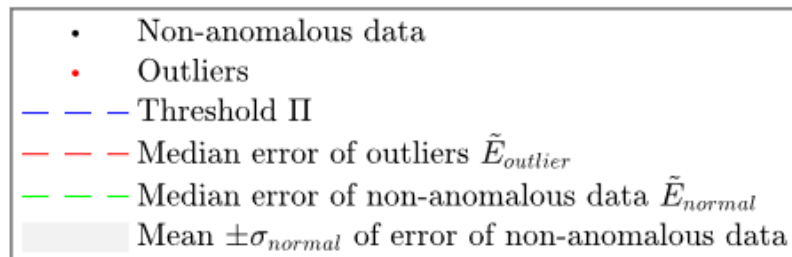 Non-anomalous data
Outliers
Threshold Π
Median error of outliers Ẽ_outlier
Median error of non-anomalous data Ẽ_normal
Mean ±σ_normal of error of non-anomalous data